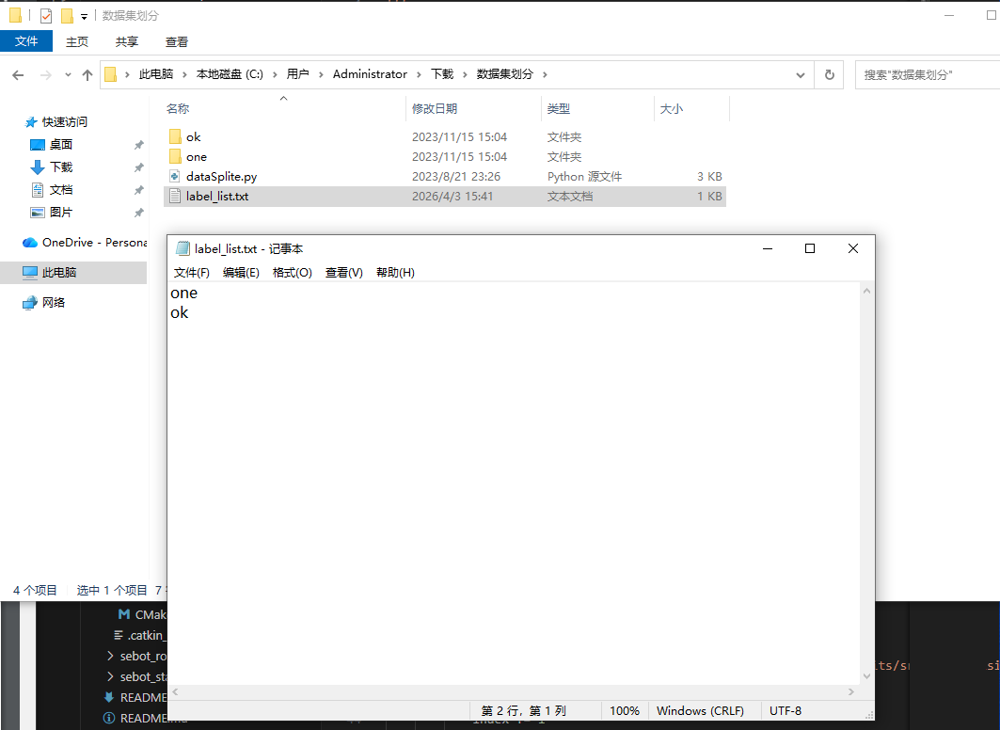 数据集划分
文件 主页 共享 查看
此电脑 本地磁盘 (C:) 用户 Administrator 下载 数据集划分
搜索"数据集划分"
名称 修改日期 类型 大小
快速访问
桌面
下载
文档
图片
OneDrive - Persona
此电脑
网络
ok 2023/11/15 15:04 文件夹
one 2023/11/15 15:04 文件夹
dataSplite.py 2023/8/21 23:26 Python 源文件 3 KB
label_list.txt 2026/4/3 15:41 文本文档 1 KB
label_list.txt - 记事本
文件(F) 编辑(E) 格式(O) 查看(V) 帮助(H)
one
ok
第 2 行，第 1 列 100% Windows (CRLF) UTF-8
4 个项目 选中 1 个项目 7
CMak
.catkin_
sebot_ro
sebot_sta
README
README.md
its/sr
si